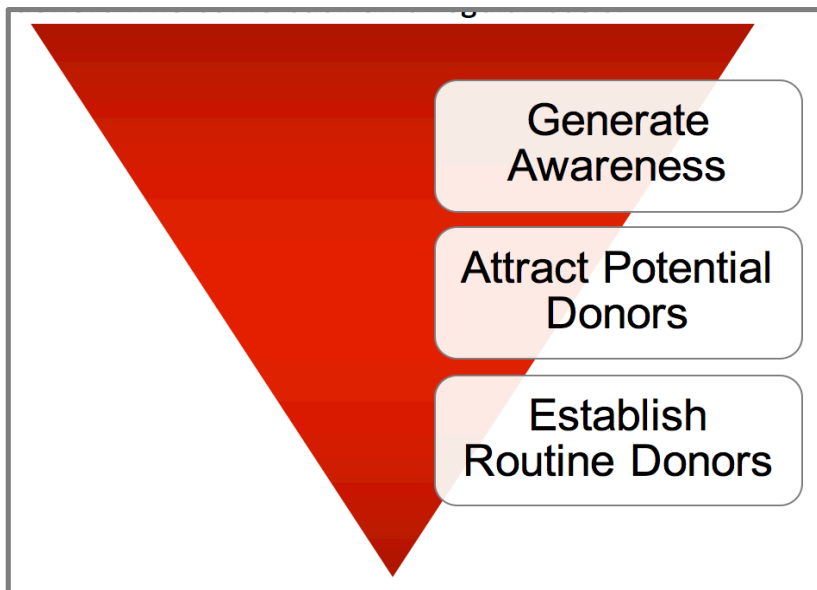 Generate
Awareness
Attract Potential
Donors
Establish
Routine Donors